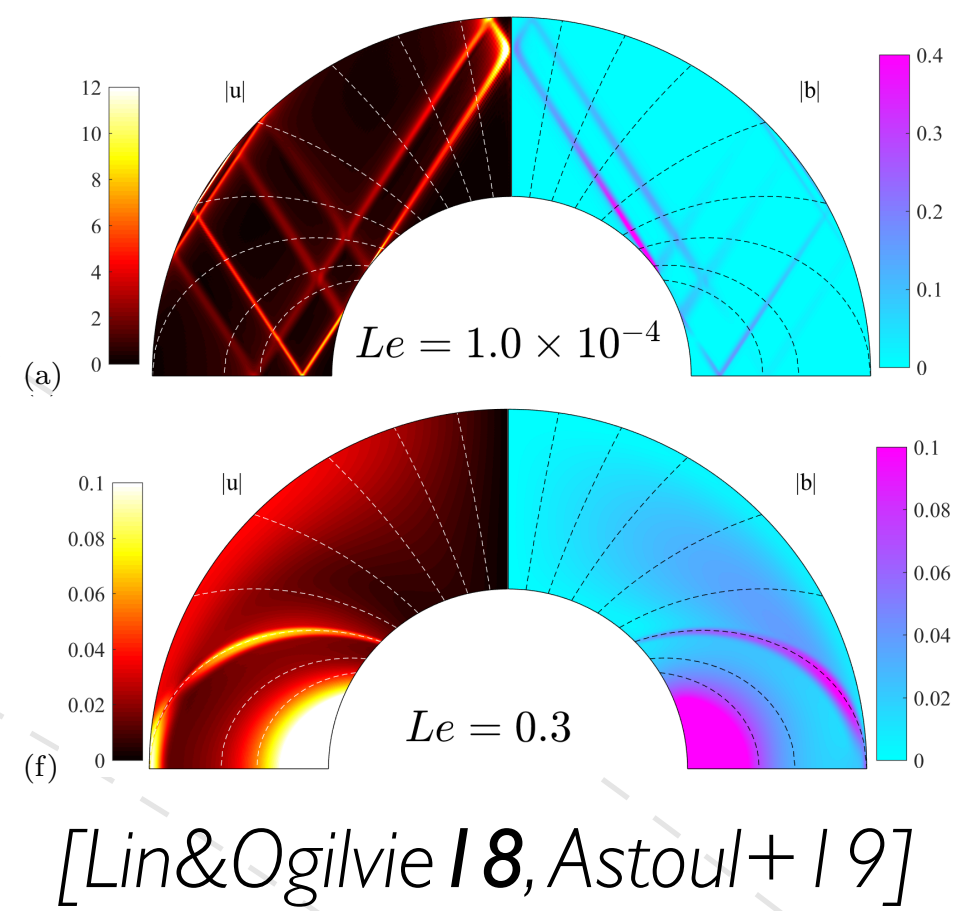 |u| |b|
12 0.4
10 0.3
8
6 0.2
4
2 0.1
0 0
Le = 1.0 × 10⁻⁴
(a)
|u| |b|
0.1 0.1
0.08 0.08
0.06 0.06
0.04 0.04
0.02 0.02
0 0
Le = 0.3
(f)
[Lin&Ogilvie18, Astoul+19]